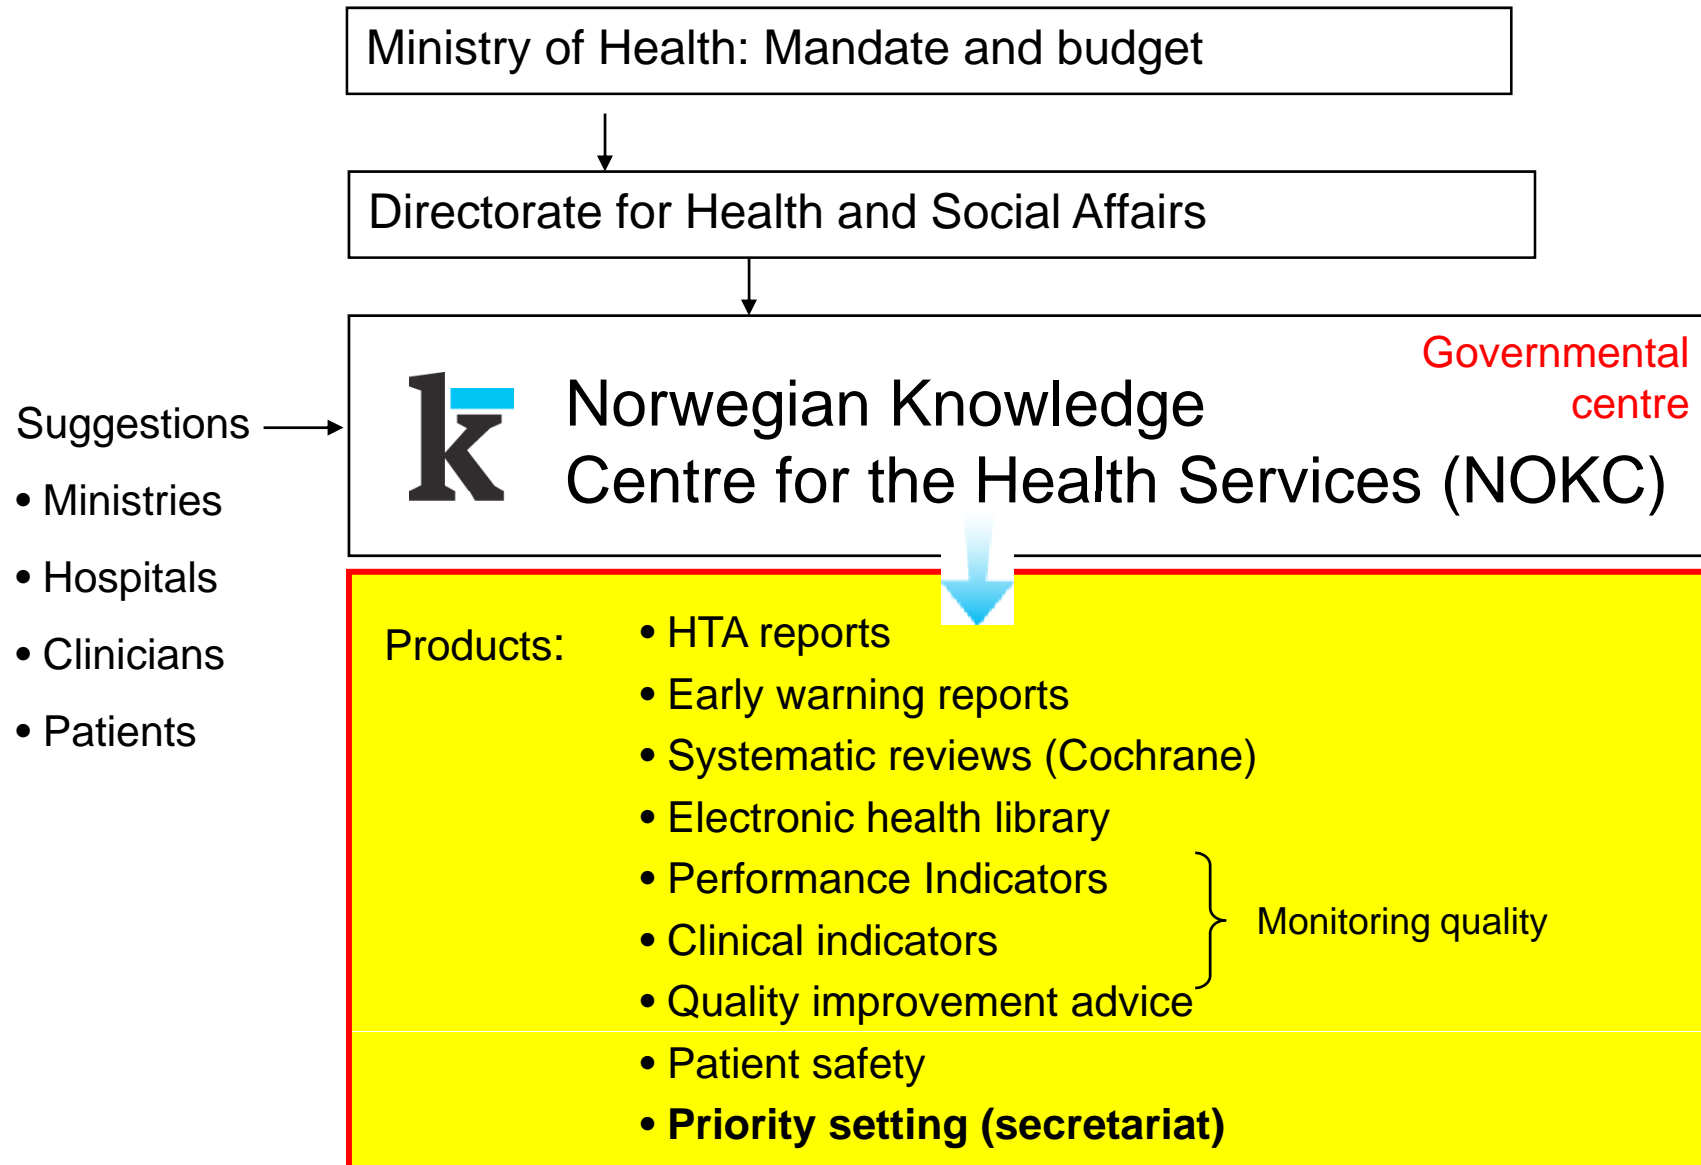 Ministry of Health: Mandate and budget
Directorate for Health and Social Affairs
Governmental
centre
k
Norwegian Knowledge
Centre for the Health Services (NOKC)
Suggestions
• Ministries
• Hospitals
• Clinicians
• Patients
Products:
• HTA reports
• Early warning reports
• Systematic reviews (Cochrane)
• Electronic health library
• Performance Indicators
• Clinical indicators
• Quality improvement advice
Monitoring quality
• Patient safety
• Priority setting (secretariat)